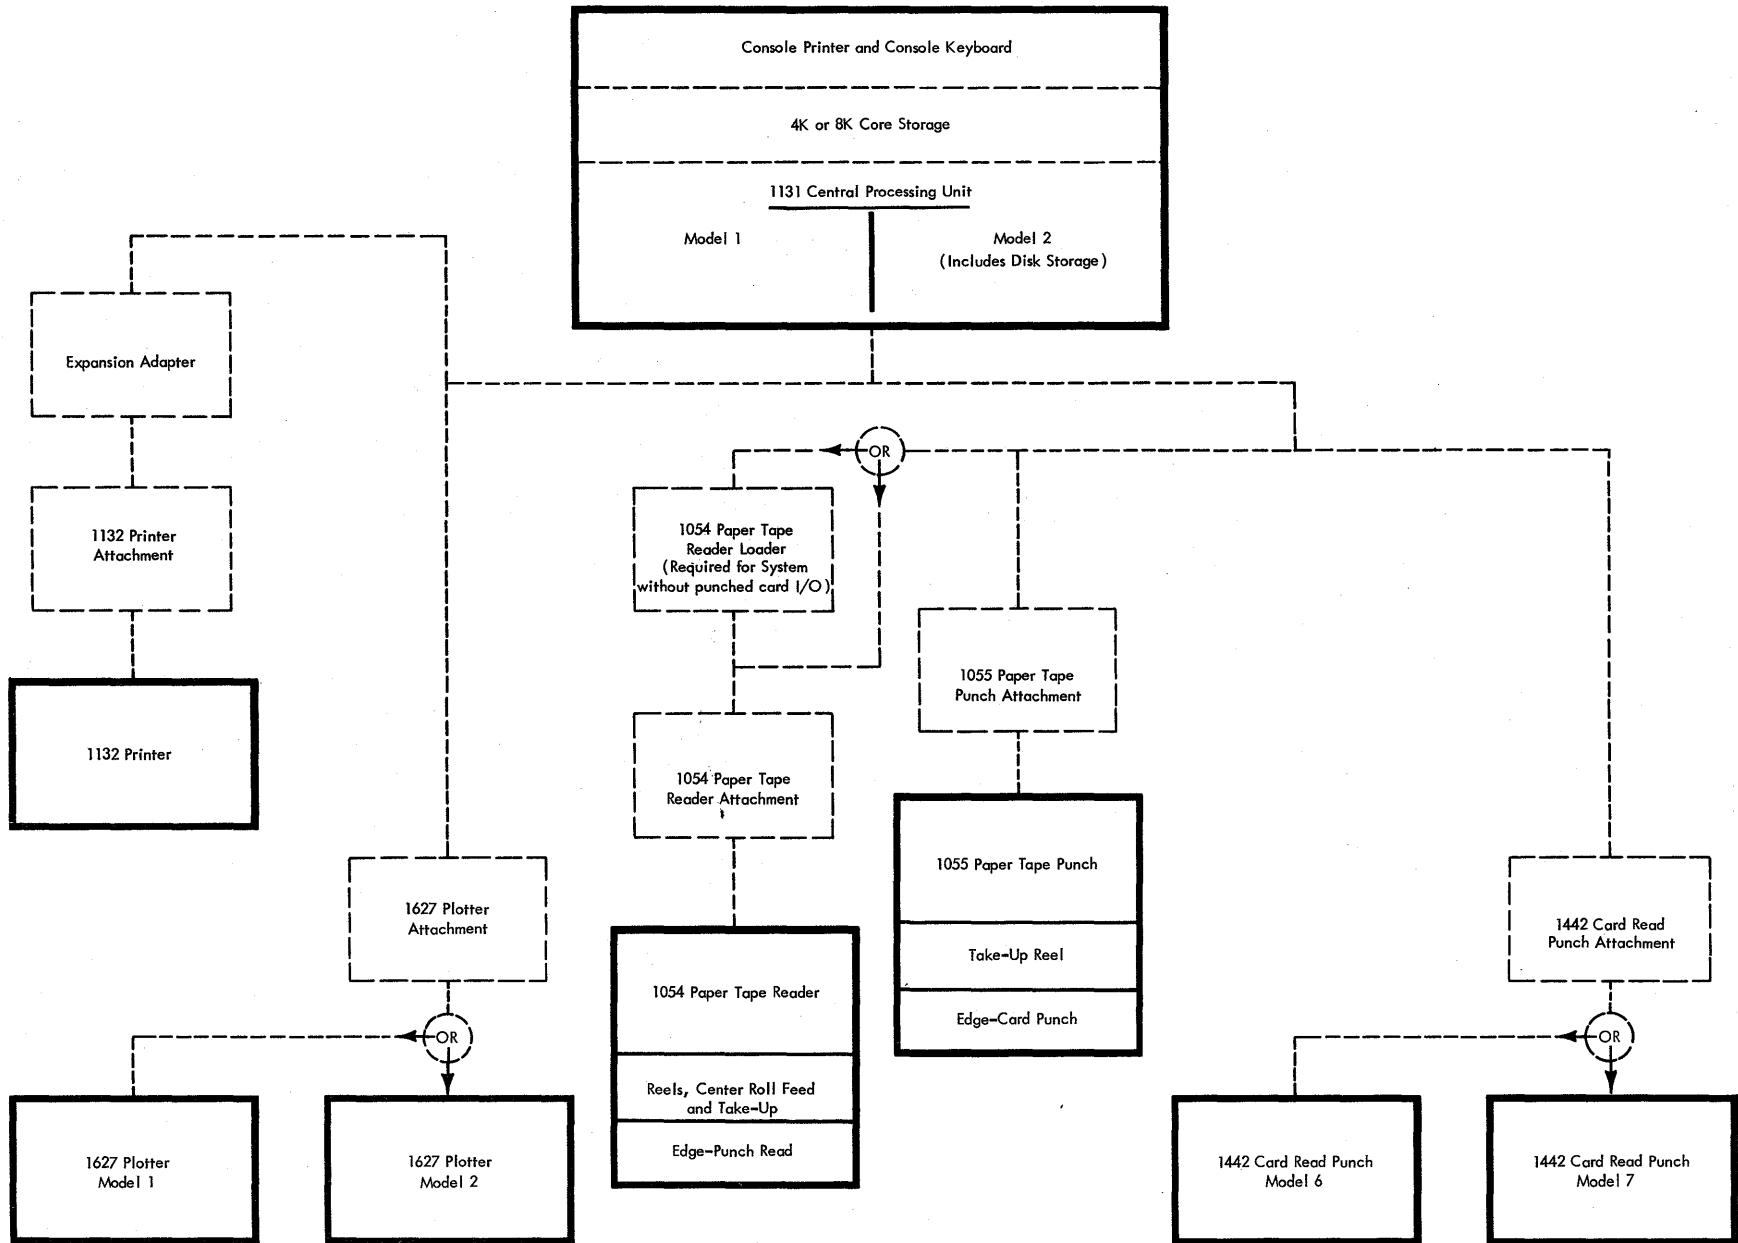 Console Printer and Console Keyboard
4K or 8K Core Storage
1131 Central Processing Unit
Model 1
Model 2
(Includes Disk Storage)
Expansion Adapter
1132 Printer
Attachment
1132 Printer
OR
1054 Paper Tape
Reader Loader
(Required for System
without punched card I/O)
1054 Paper Tape
Reader Attachment
1054 Paper Tape Reader
Reels, Center Roll Feed
and Take-Up
Edge-Punch Read
1055 Paper Tape
Punch Attachment
1055 Paper Tape Punch
Take-Up Reel
Edge-Card Punch
1627 Plotter
Attachment
OR
1627 Plotter
Model 1
1627 Plotter
Model 2
1442 Card Read
Punch Attachment
OR
1442 Card Read Punch
Model 6
1442 Card Read Punch
Model 7